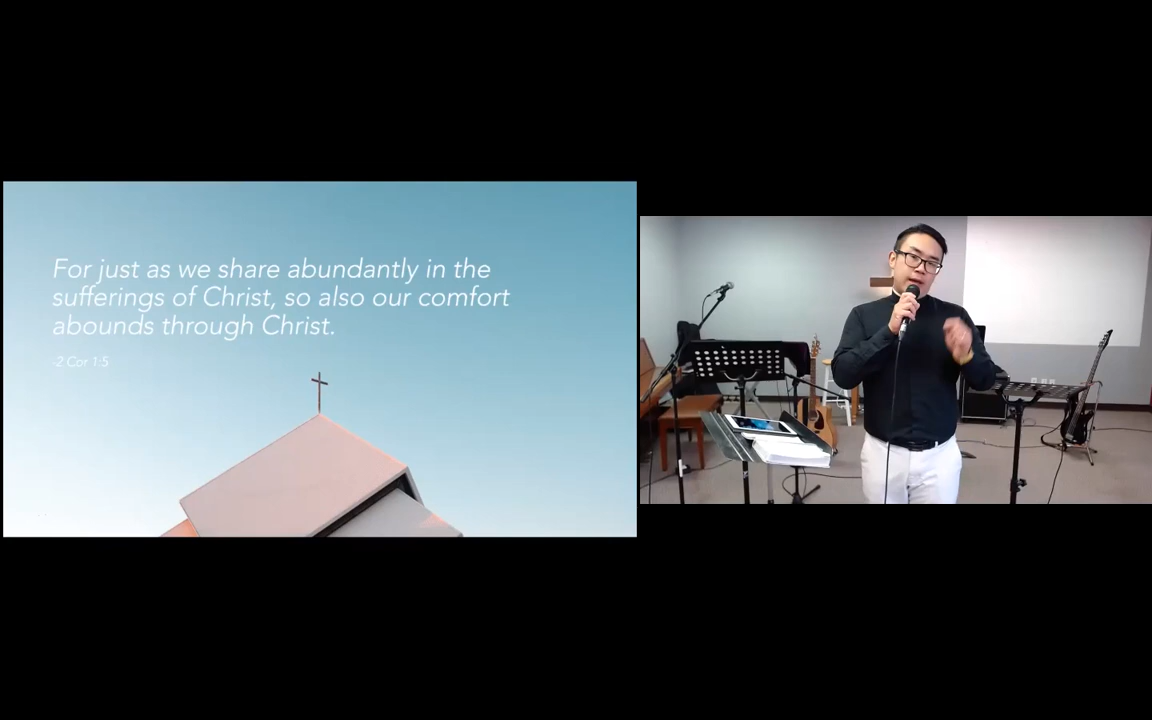 For just as we share abundantly in the
sufferings of Christ, so also our comfort
abounds through Christ.
-2 Cor 1:5